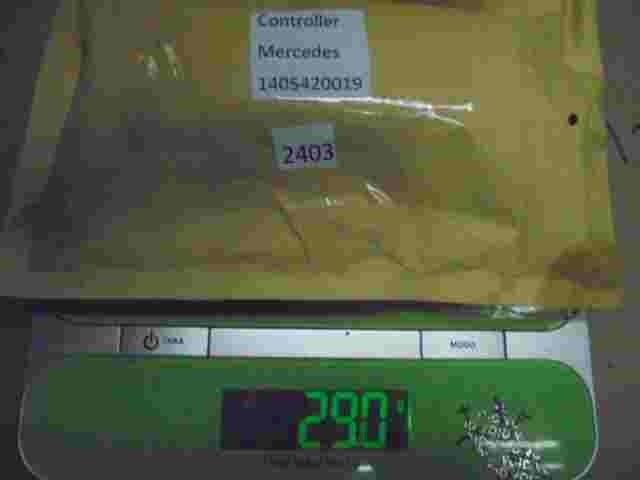 Controller
Mercedes
1405420019
2403
TARA
MODO
290